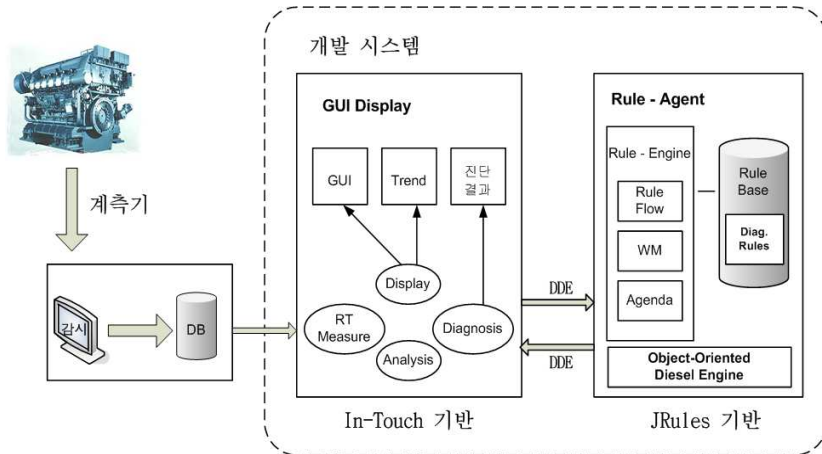 개발 시스템
계측기
감시
DB
GUI Display
GUI
Trend
진단
결과
Display
RT
Measure
Diagnosis
Analysis
In-Touch 기반
DDE
DDE
Rule - Agent
Rule - Engine
Rule
Flow
WM
Agenda
Rule
Base
Diag.
Rules
Object-Oriented
Diesel Engine
JRules 기반